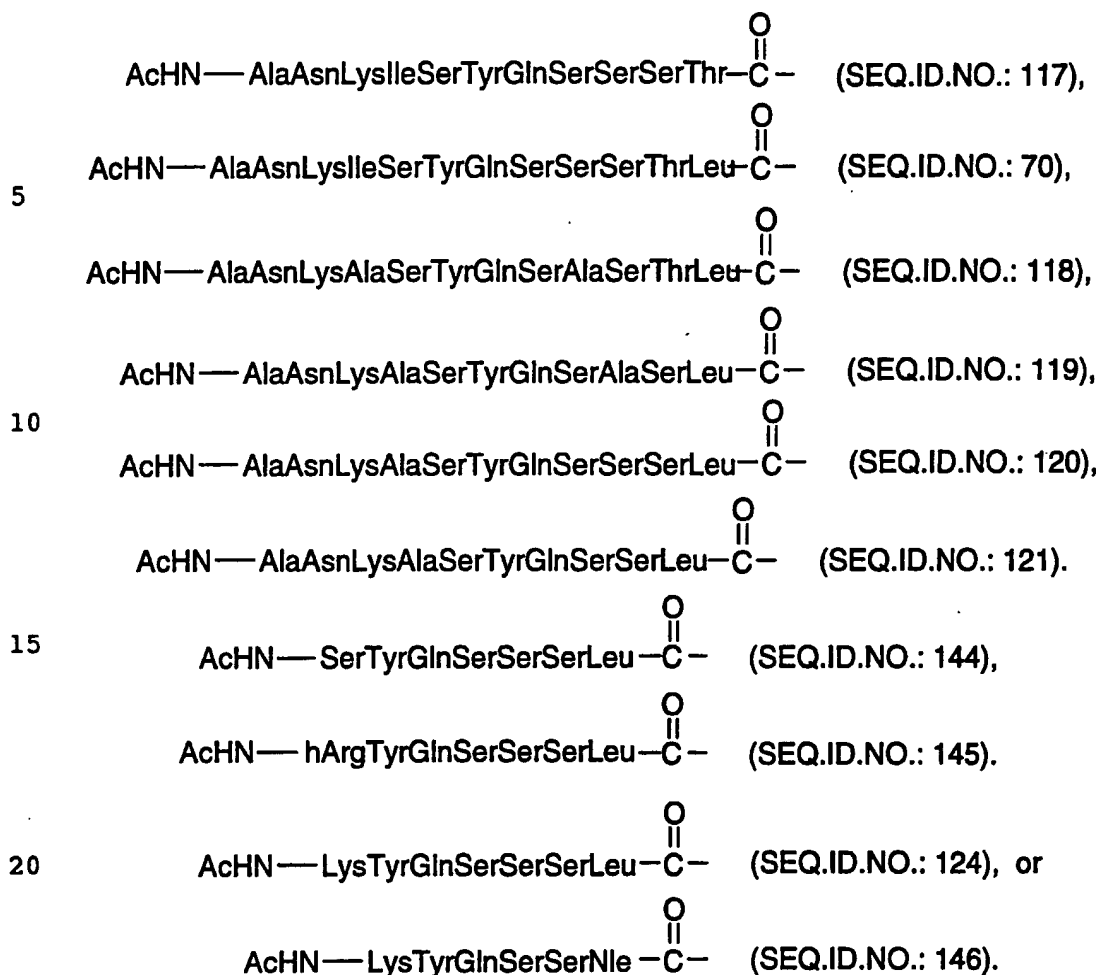 O
AcHN—AlaAsnLysIleSerTyrGlnSerSerSerThr–C– (SEQ.ID.NO.: 117),
O
5 AcHN—AlaAsnLysIleSerTyrGlnSerSerSerThrLeu–C– (SEQ.ID.NO.: 70),
O
AcHN—AlaAsnLysAlaSerTyrGlnSerAlaSerThrLeu–C– (SEQ.ID.NO.: 118),
O
AcHN—AlaAsnLysAlaSerTyrGlnSerAlaSerLeu–C– (SEQ.ID.NO.: 119),
10 O
AcHN—AlaAsnLysAlaSerTyrGlnSerSerSerLeu–C– (SEQ.ID.NO.: 120),
O
AcHN—AlaAsnLysAlaSerTyrGlnSerSerLeu–C– (SEQ.ID.NO.: 121).
O
15 AcHN—SerTyrGlnSerSerSerLeu–C– (SEQ.ID.NO.: 144),
O
AcHN—hArgTyrGlnSerSerSerLeu–C– (SEQ.ID.NO.: 145).
O
20 AcHN—LysTyrGlnSerSerSerLeu–C– (SEQ.ID.NO.: 124), or
O
AcHN—LysTyrGlnSerSerNle–C– (SEQ.ID.NO.: 146).